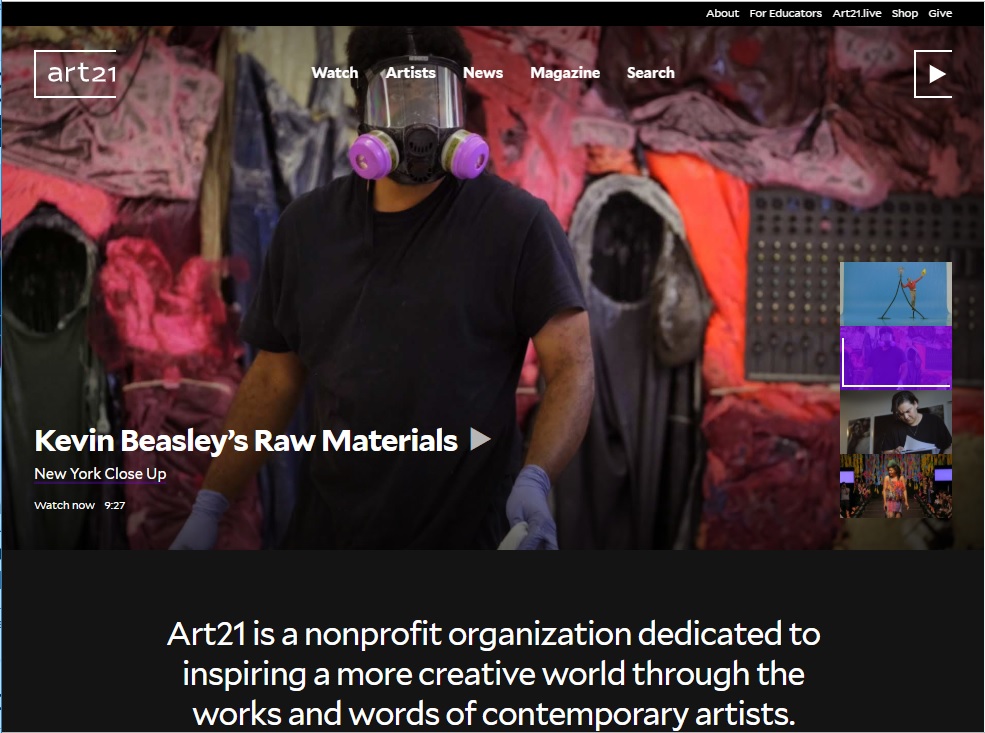 About For Educators Art21.live Shop Give
art21
Watch Artists News Magazine Search
Kevin Beasley’s Raw Materials
New York Close Up
Watch now 9:27
Art21 is a nonprofit organization dedicated to
inspiring a more creative world through the
works and words of contemporary artists.